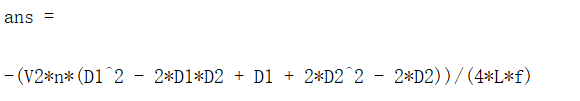 ans =
-(V2*n*(D1^2 - 2*D1*D2 + D1 + 2*D2^2 - 2*D2))/(4*L*f)